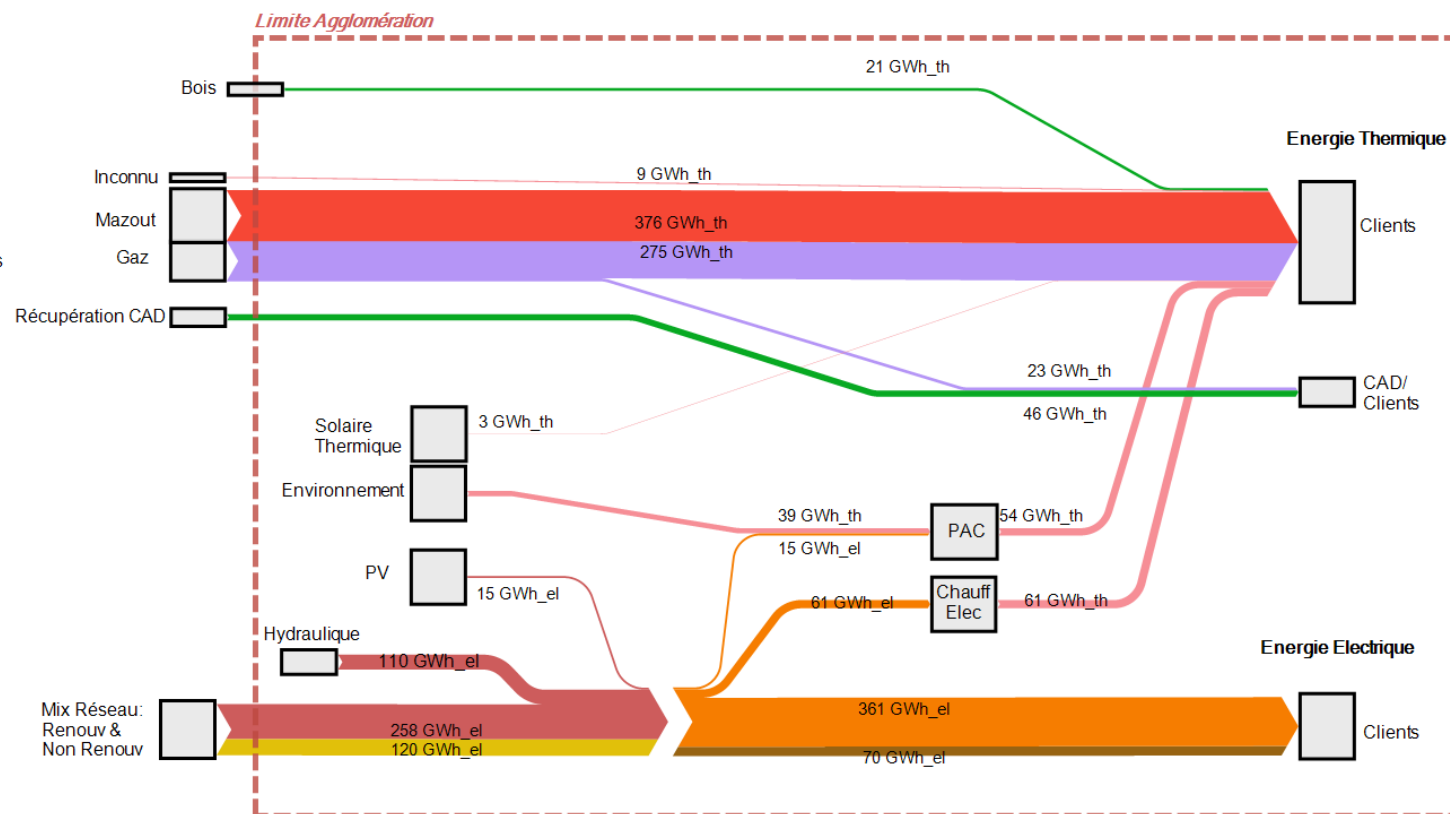 Limite Agglomération
21 GWh_th
Bois
Energie Thermique
Inconnu
9 GWh_th
Mazout
376 GWh_th
Clients
Gaz
275 GWh_th
s
Récupération CAD
23 GWh_th
CAD/
Clients
46 GWh_th
Solaire
Thermique
3 GWh_th
Environnement
39 GWh_th
PAC
54 GWh_th
15 GWh_el
PV
15 GWh_el
61 GWh_el
Chauff
Elec
61 GWh_th
Hydraulique
110 GWh_el
Energie Electrique
Mix Réseau:
Renouv &
Non Renouv
258 GWh_el
120 GWh_el
361 GWh_el
70 GWh_el
Clients